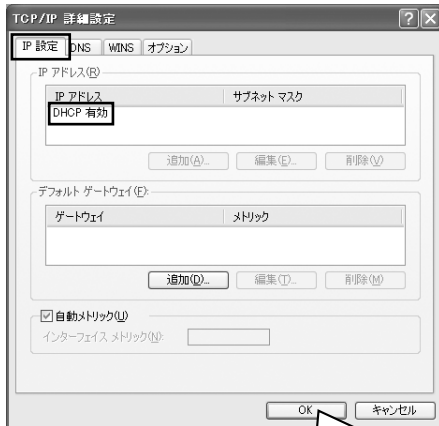 TCP/IP 詳細設定
IP 設定 DNS WINS オプション
IP アドレス(R)
IP アドレス サブネット マスク
DHCP 有効
追加(A)... 編集(E)... 削除(V)
デフォルト ゲートウェイ(F):
ゲートウェイ メトリック
追加(D)... 編集(T)... 削除(M)
自動メトリック(U)
インターフェイス メトリック(N):
OK キャンセル